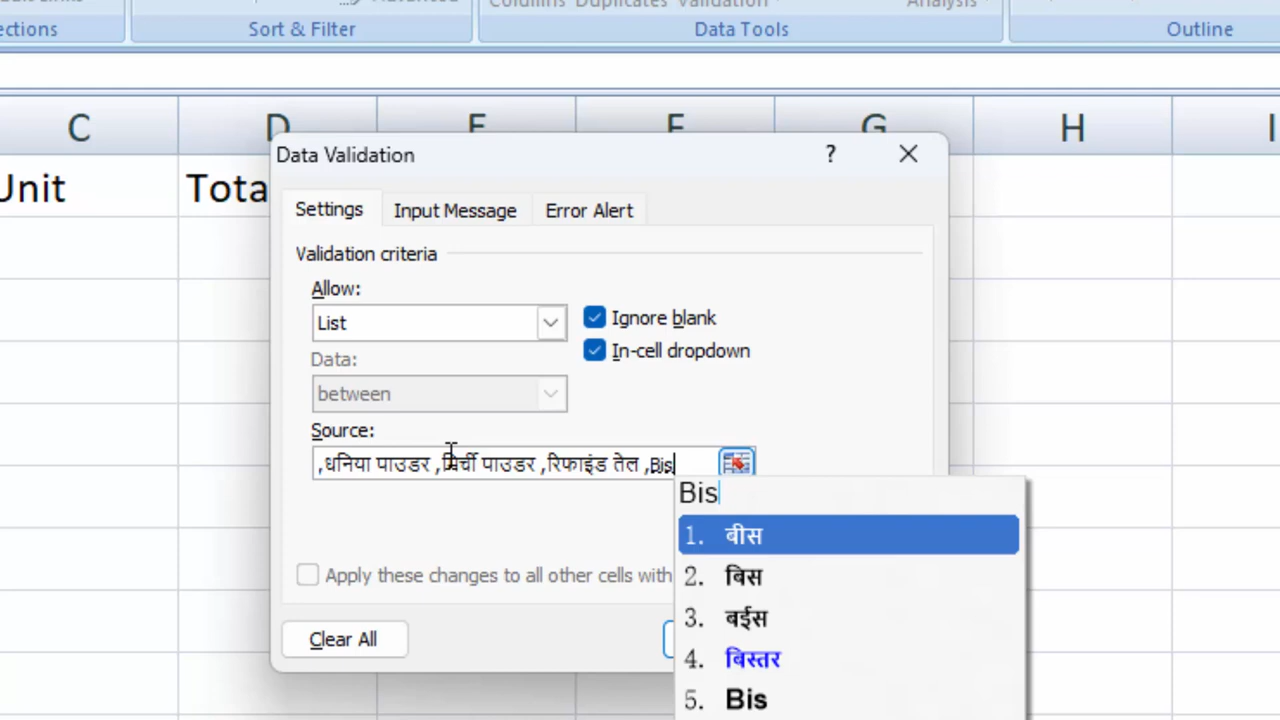 Sort & Filter
Data Tools
Outline
C D E F G H I
Unit
Data Validation ? ×
Settings Input Message Error Alert
Validation criteria
Allow:
List
Ignore blank
In-cell dropdown
Data:
between
Source:
,धनिया पाउडर ,मिर्ची पाउडर ,रिफाइंड तेल ,Bis
Bis
1. बीस
2. बिस
3. बईस
4. बिस्तर
5. Bis
Apply these changes to all other cells with
Clear All